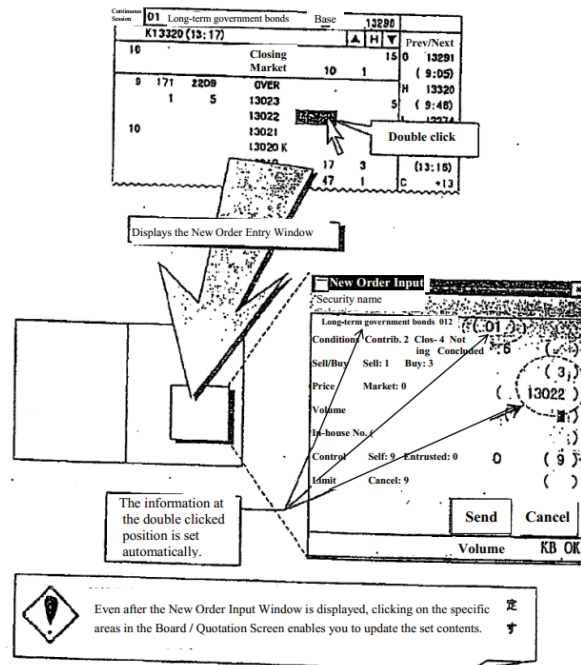 Continuous
Session
01 Long-term government bonds Base 13290
K13320 (13:17) ▲ H ▼ Prev/Next
10 15 O 13291
Closing
Market 10 1 ( 9:05)
9 171 2209 OVER H 13320
1 5 13023 5 ( 9:46)
13022
10 13021
13020 K
17 3 (13:15)
47 1 C +13
Double click
Displays the New Order Entry Window
New Order Input
Security name
Long-term government bonds 012 ( 01 )
Conditions Contrib. 2 Clos- 4 Not
ing Concluded 6 ( )
Sell/Buy Sell: 1 Buy: 3 ( 3 )
Price Market: 0 ( 13022 )
Volume
In-house No. (
Control Self: 9 Entrusted: 0 0 ( 9 )
Limit Cancel: 9 ( )
Send Cancel
Volume KB OK
The information at
the double clicked
position is set
automatically.
Even after the New Order Input Window is displayed, clicking on the specific 定
areas in the Board / Quotation Screen enables you to update the set contents. す